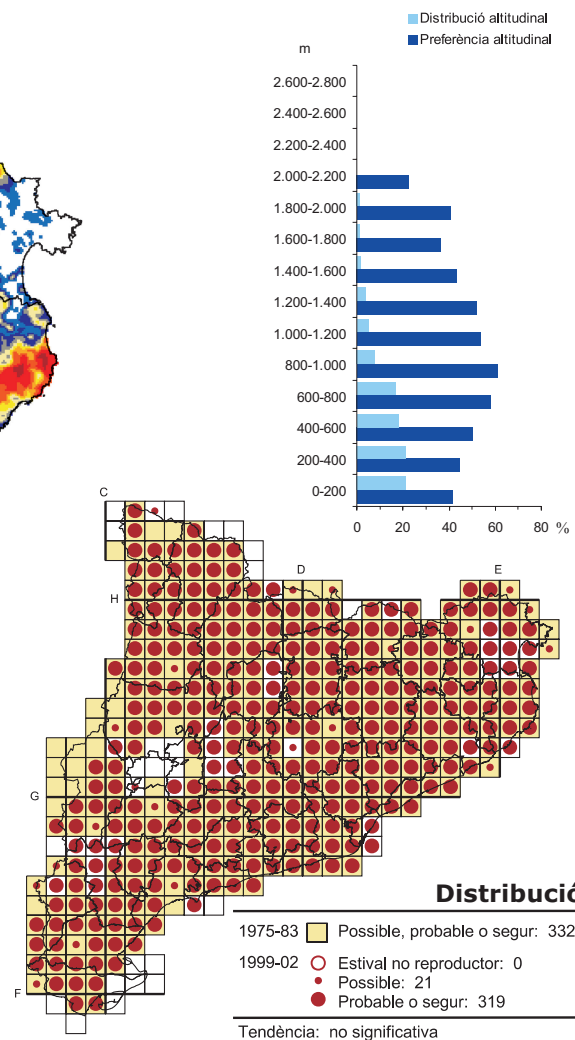 Distribució altitudinal
Preferència altitudinal
m
2.600-2.800
2.400-2.600
2.200-2.400
2.000-2.200
1.800-2.000
1.600-1.800
1.400-1.600
1.200-1.400
1.000-1.200
800-1.000
600-800
400-600
200-400
0-200
0 20 40 60 80 %
C
D
E
H
G
F
Distribució
1975-83 Possible, probable o segur: 332
1999-02 Estival no reproductor: 0
Possible: 21
Probable o segur: 319
Tendència: no significativa